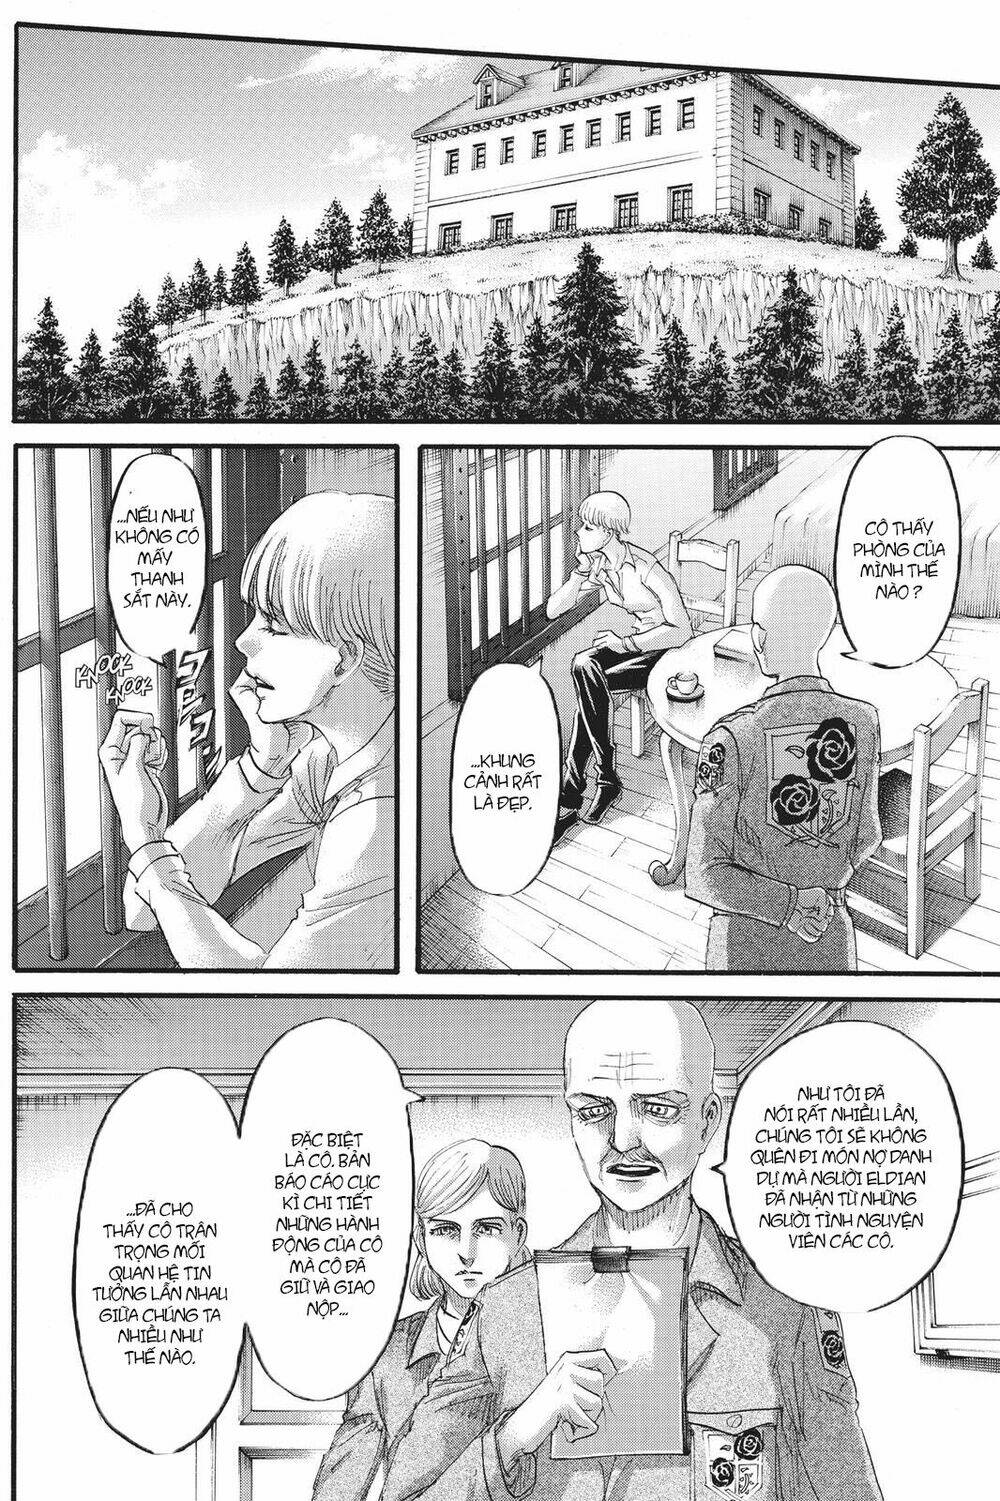 CÔ THẤY
PHÒNG CỦA
MÌNH THẾ
NÀO?
...KHUNG
CẢNH RẤT
LÀ ĐẸP.
...NẾU NHƯ
KHÔNG CÓ
MẤY
THANH
SẮT NÀY.
KNOCK
KNOCK
NHƯ TÔI ĐÃ
NÓI RẤT NHIỀU LẦN,
CHÚNG TÔI SẼ KHÔNG
QUÊN ĐI MÓN NỢ DANH
DỰ MÀ NGƯỜI ELDIAN
ĐÃ NHẬN TỪ NHỮNG
NGƯỜI TÌNH NGUYỆN
VIÊN CÁC CÔ.
ĐẶC BIỆT
LÀ CÔ. BẢN
BÁO CÁO CỰC
KÌ CHI TIẾT
NHỮNG HÀNH
ĐỘNG CỦA CÔ
MÀ CÔ ĐÃ
GIỮ VÀ GIAO
NỘP...
...ĐÃ CHO
THẤY CÔ TRÂN
TRỌNG MỐI
QUAN HỆ TIN
TƯỞNG LẪN NHAU
GIỮA CHÚNG TA
NHIỀU NHƯ
THẾ NÀO.